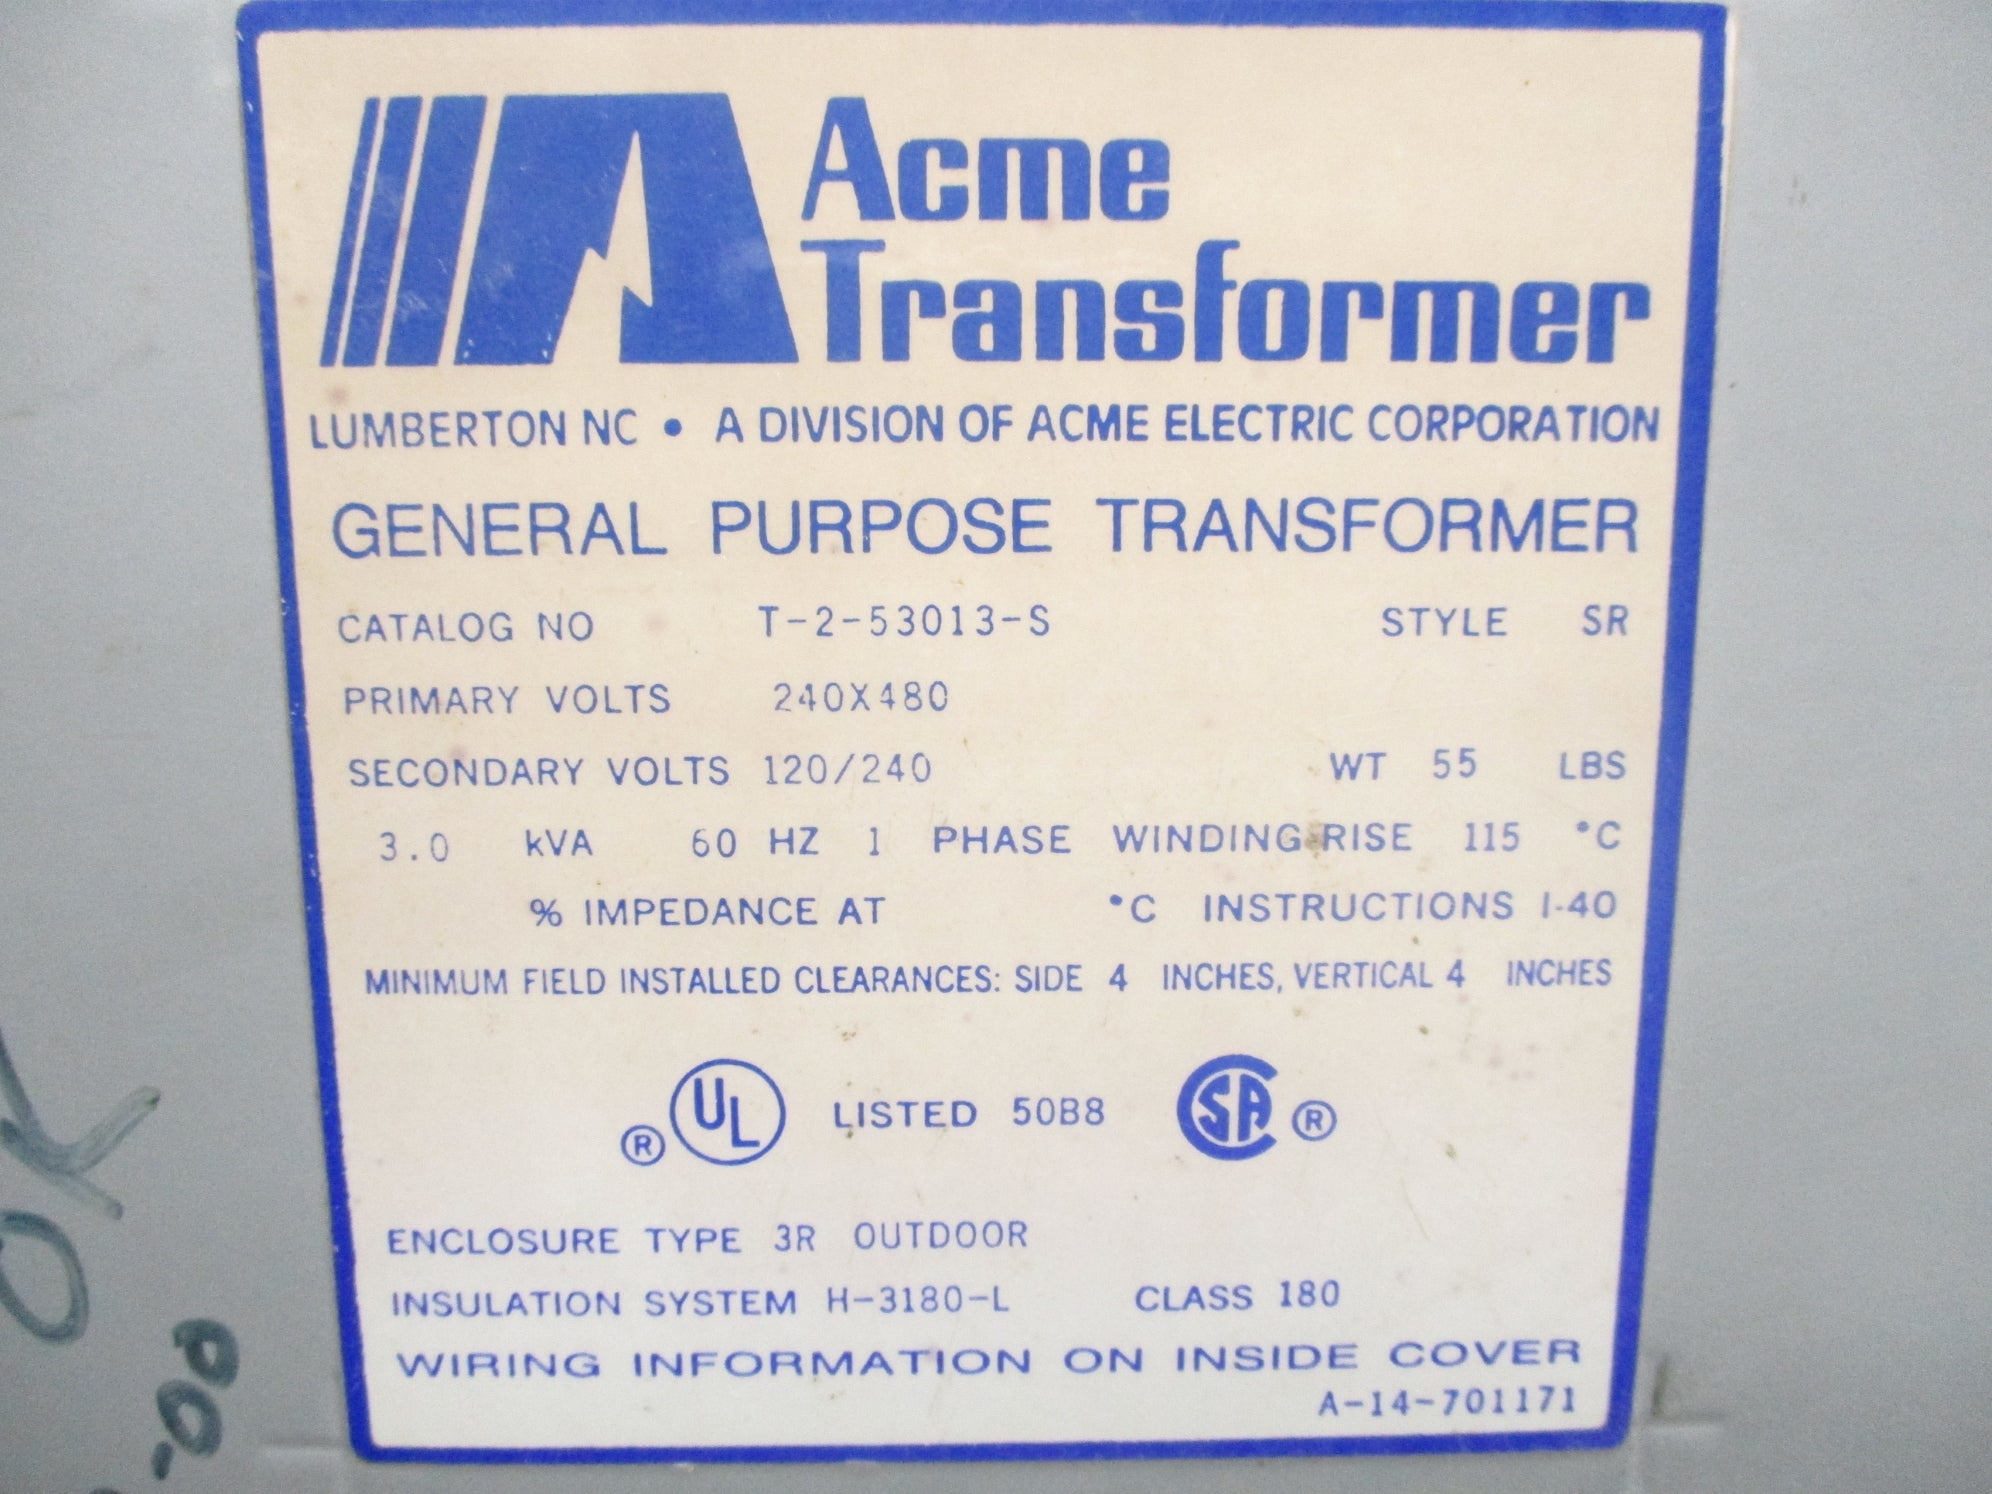 Acme
Transformer
LUMBERTON NC • A DIVISION OF ACME ELECTRIC CORPORATION
GENERAL PURPOSE TRANSFORMER
CATALOG NO T-2-53013-S STYLE SR
PRIMARY VOLTS 240X480
SECONDARY VOLTS 120/240 WT 55 LBS
3.0 kVA 60 HZ 1 PHASE WINDING RISE 115 °C
% IMPEDANCE AT °C INSTRUCTIONS I-40
MINIMUM FIELD INSTALLED CLEARANCES: SIDE 4 INCHES, VERTICAL 4 INCHES
® UL LISTED 50B8 SA ®
ENCLOSURE TYPE 3R OUTDOOR
INSULATION SYSTEM H-3180-L CLASS 180
WIRING INFORMATION ON INSIDE COVER
A-14-701171
OK